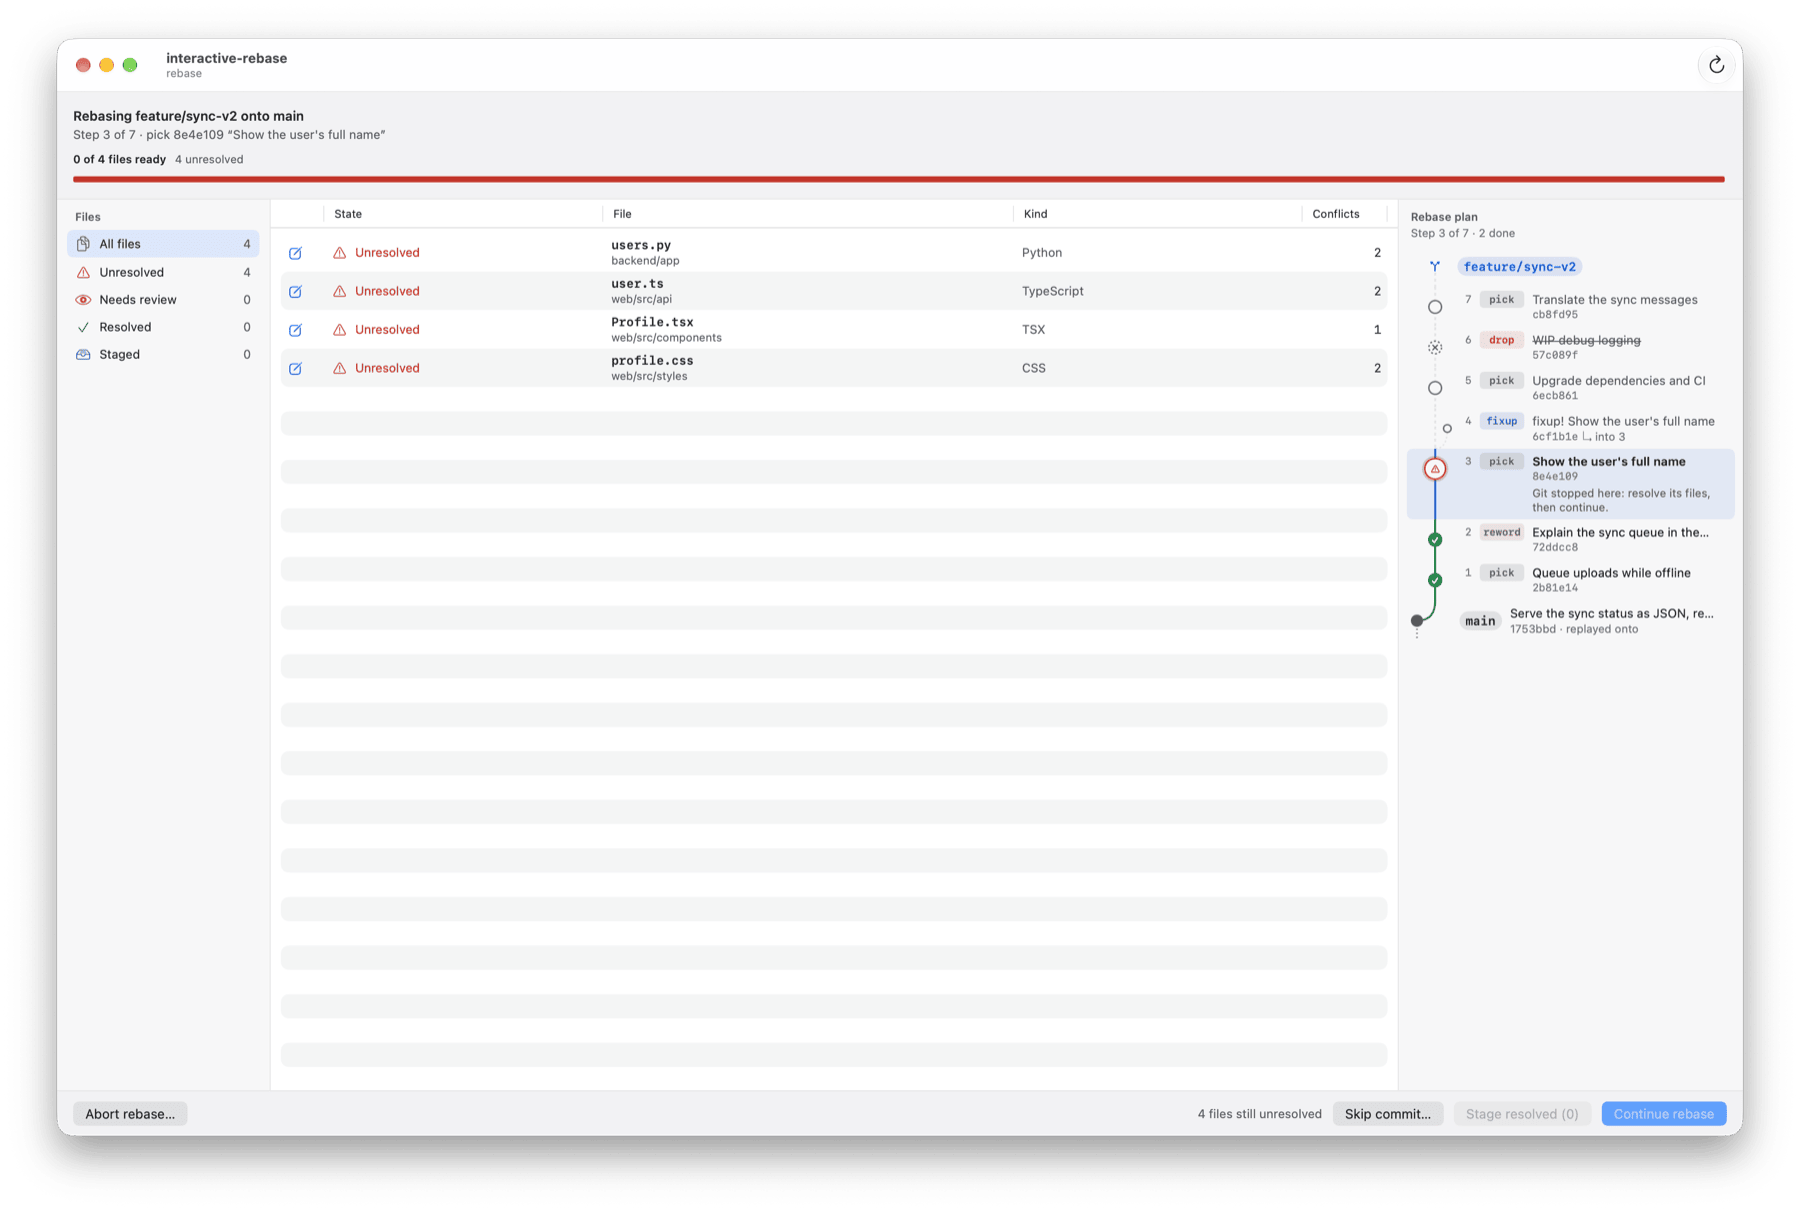 interactive-rebase
rebase
Rebasing feature/sync-v2 onto main
Step 3 of 7 · pick 8e4e109 “Show the user's full name”
0 of 4 files ready 4 unresolved
Files
All files 4
Unresolved 4
Needs review 0
Resolved 0
Staged 0
State File Kind Conflicts
Unresolved users.py Python 2
backend/app
Unresolved user.ts TypeScript 2
web/src/api
Unresolved Profile.tsx TSX 1
web/src/components
Unresolved profile.css CSS 2
web/src/styles
Rebase plan
Step 3 of 7 · 2 done
feature/sync-v2
7 pick Translate the sync messages
cb8fd95
6 drop WIP debug logging
57c089f
5 pick Upgrade dependencies and CI
6ecb861
4 fixup fixup! Show the user's full name
6cf1b1e into 3
3 pick Show the user's full name
8e4e109
Git stopped here: resolve its files,
then continue.
2 reword Explain the sync queue in the…
72ddcc8
1 pick Queue uploads while offline
2b81e14
main Serve the sync status as JSON, re…
1753bbd · replayed onto
Abort rebase…
4 files still unresolved
Skip commit…
Stage resolved (0)
Continue rebase